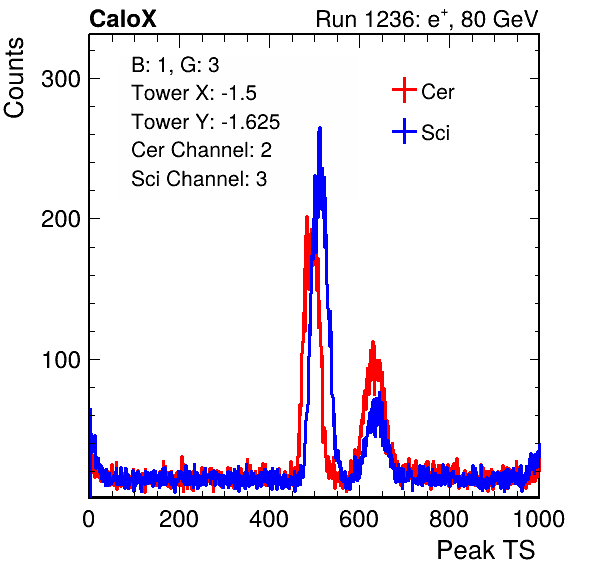 CaloX Run 1236: e⁺, 80 GeV
Counts
B: 1, G: 3
Tower X: -1.5
Tower Y: -1.625
Cer Channel: 2
Sci Channel: 3
Cer
Sci
300
200
100
0 200 400 600 800 1000
Peak TS